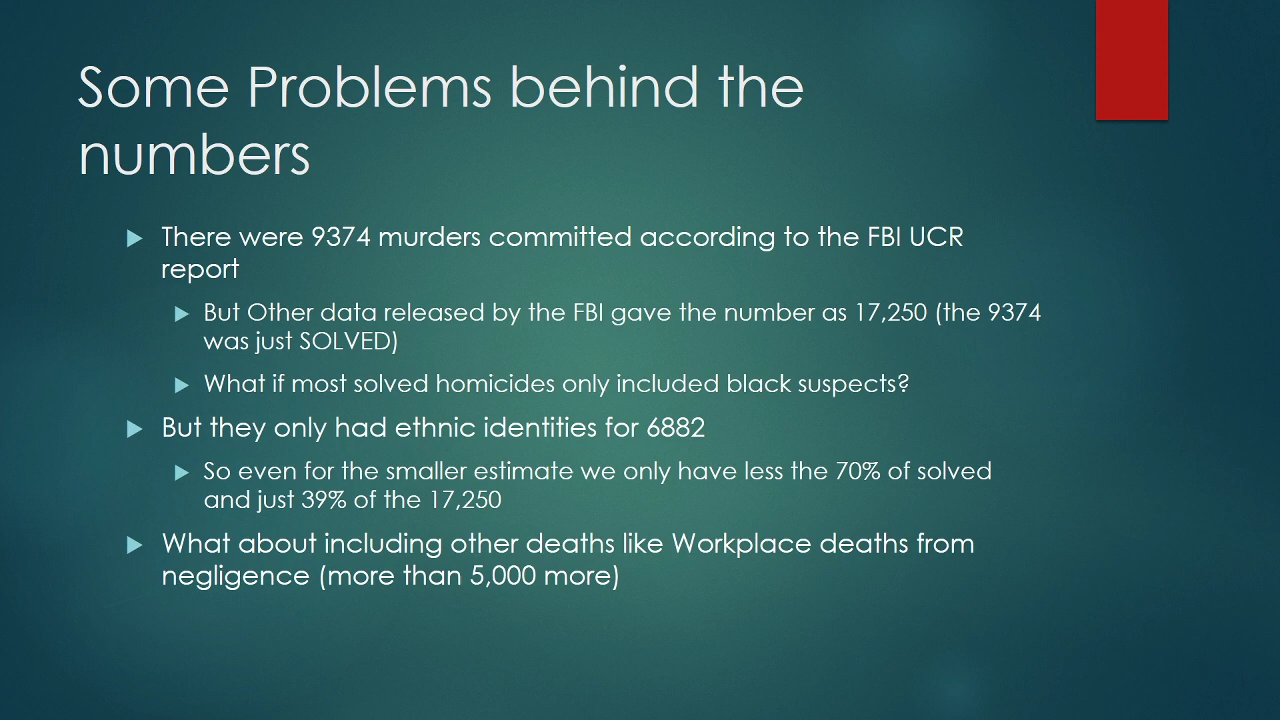 Some Problems behind the
numbers
There were 9374 murders committed according to the FBI UCR
report
But Other data released by the FBI gave the number as 17,250 (the 9374
was just SOLVED)
What if most solved homicides only included black suspects?
But they only had ethnic identities for 6882
So even for the smaller estimate we only have less the 70% of solved
and just 39% of the 17,250
What about including other deaths like Workplace deaths from
negligence (more than 5,000 more)